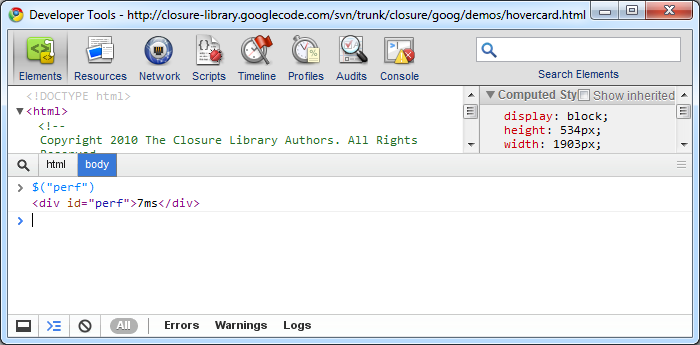 Developer Tools - http://closure-library.googlecode.com/svn/trunk/closure/goog/demos/hovercard.html
Elements Resources Network Scripts Timeline Profiles Audits Console
Search Elements
<!DOCTYPE html>
<html>
<!--
Copyright 2010 The Closure Library Authors. All Rights
Reserved
Computed Sty Show inherited
display: block;
height: 534px;
width: 1903px;
html body
$("perf")
<div id="perf">7ms</div>
All Errors Warnings Logs